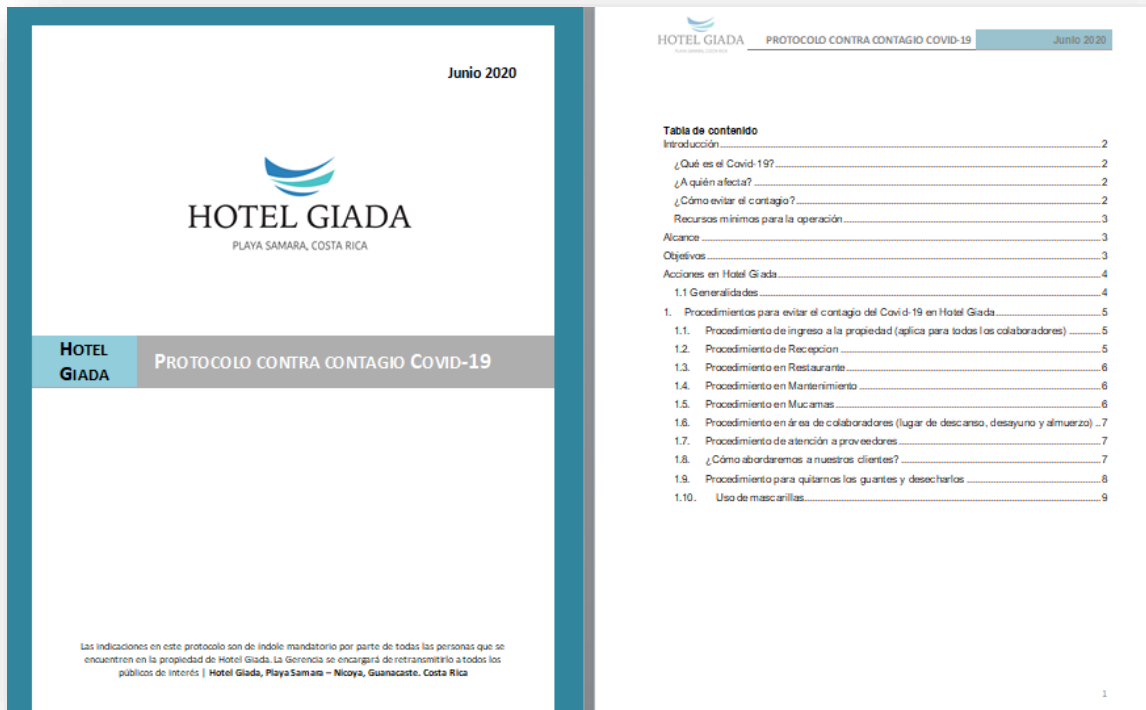 Junio 2020
HOTEL GIADA
PLAYA SAMARA, COSTA RICA
HOTEL
GIADA
PROTOCOLO CONTRA CONTAGIO COVID-19
Las indicaciones en este protocolo son de índole mandatorio por parte de todas las personas que se
encuentren en la propiedad de Hotel Giada. La Gerencia se encargará de retransmitirlo a todos los
públicos de interés | Hotel Giada, Playa Samara – Nicoya, Guanacaste. Costa Rica
HOTEL GIADA
PLAYA SAMARA, COSTA RICA
PROTOCOLO CONTRA CONTAGIO COVID-19
Junio 2020
Tabla de contenido
Introducción 2
¿Qué es el Covid-19? 2
¿A quién afecta? 2
¿Cómo evitar el contagio? 2
Recursos mínimos para la operación 3
Alcance 3
Objetivos 3
Acciones en Hotel Giada 4
1.1 Generalidades 4
1. Procedimientos para evitar el contagio del Covid-19 en Hotel Giada 5
1.1. Procedimiento de ingreso a la propiedad (aplica para todos los colaboradores) 5
1.2. Procedimiento de Recepcion 5
1.3. Procedimiento en Restaurante 6
1.4. Procedimiento en Mantenimiento 6
1.5. Procedimiento en Mucamas 6
1.6. Procedimiento en área de colaboradores (lugar de descanso, desayuno y almuerzo) 7
1.7. Procedimiento de atención a proveedores 7
1.8. ¿Cómo abordaremos a nuestros clientes? 7
1.9. Procedimiento para quitarnos los guantes y desecharlos 8
1.10. Uso de mascarillas 9
1